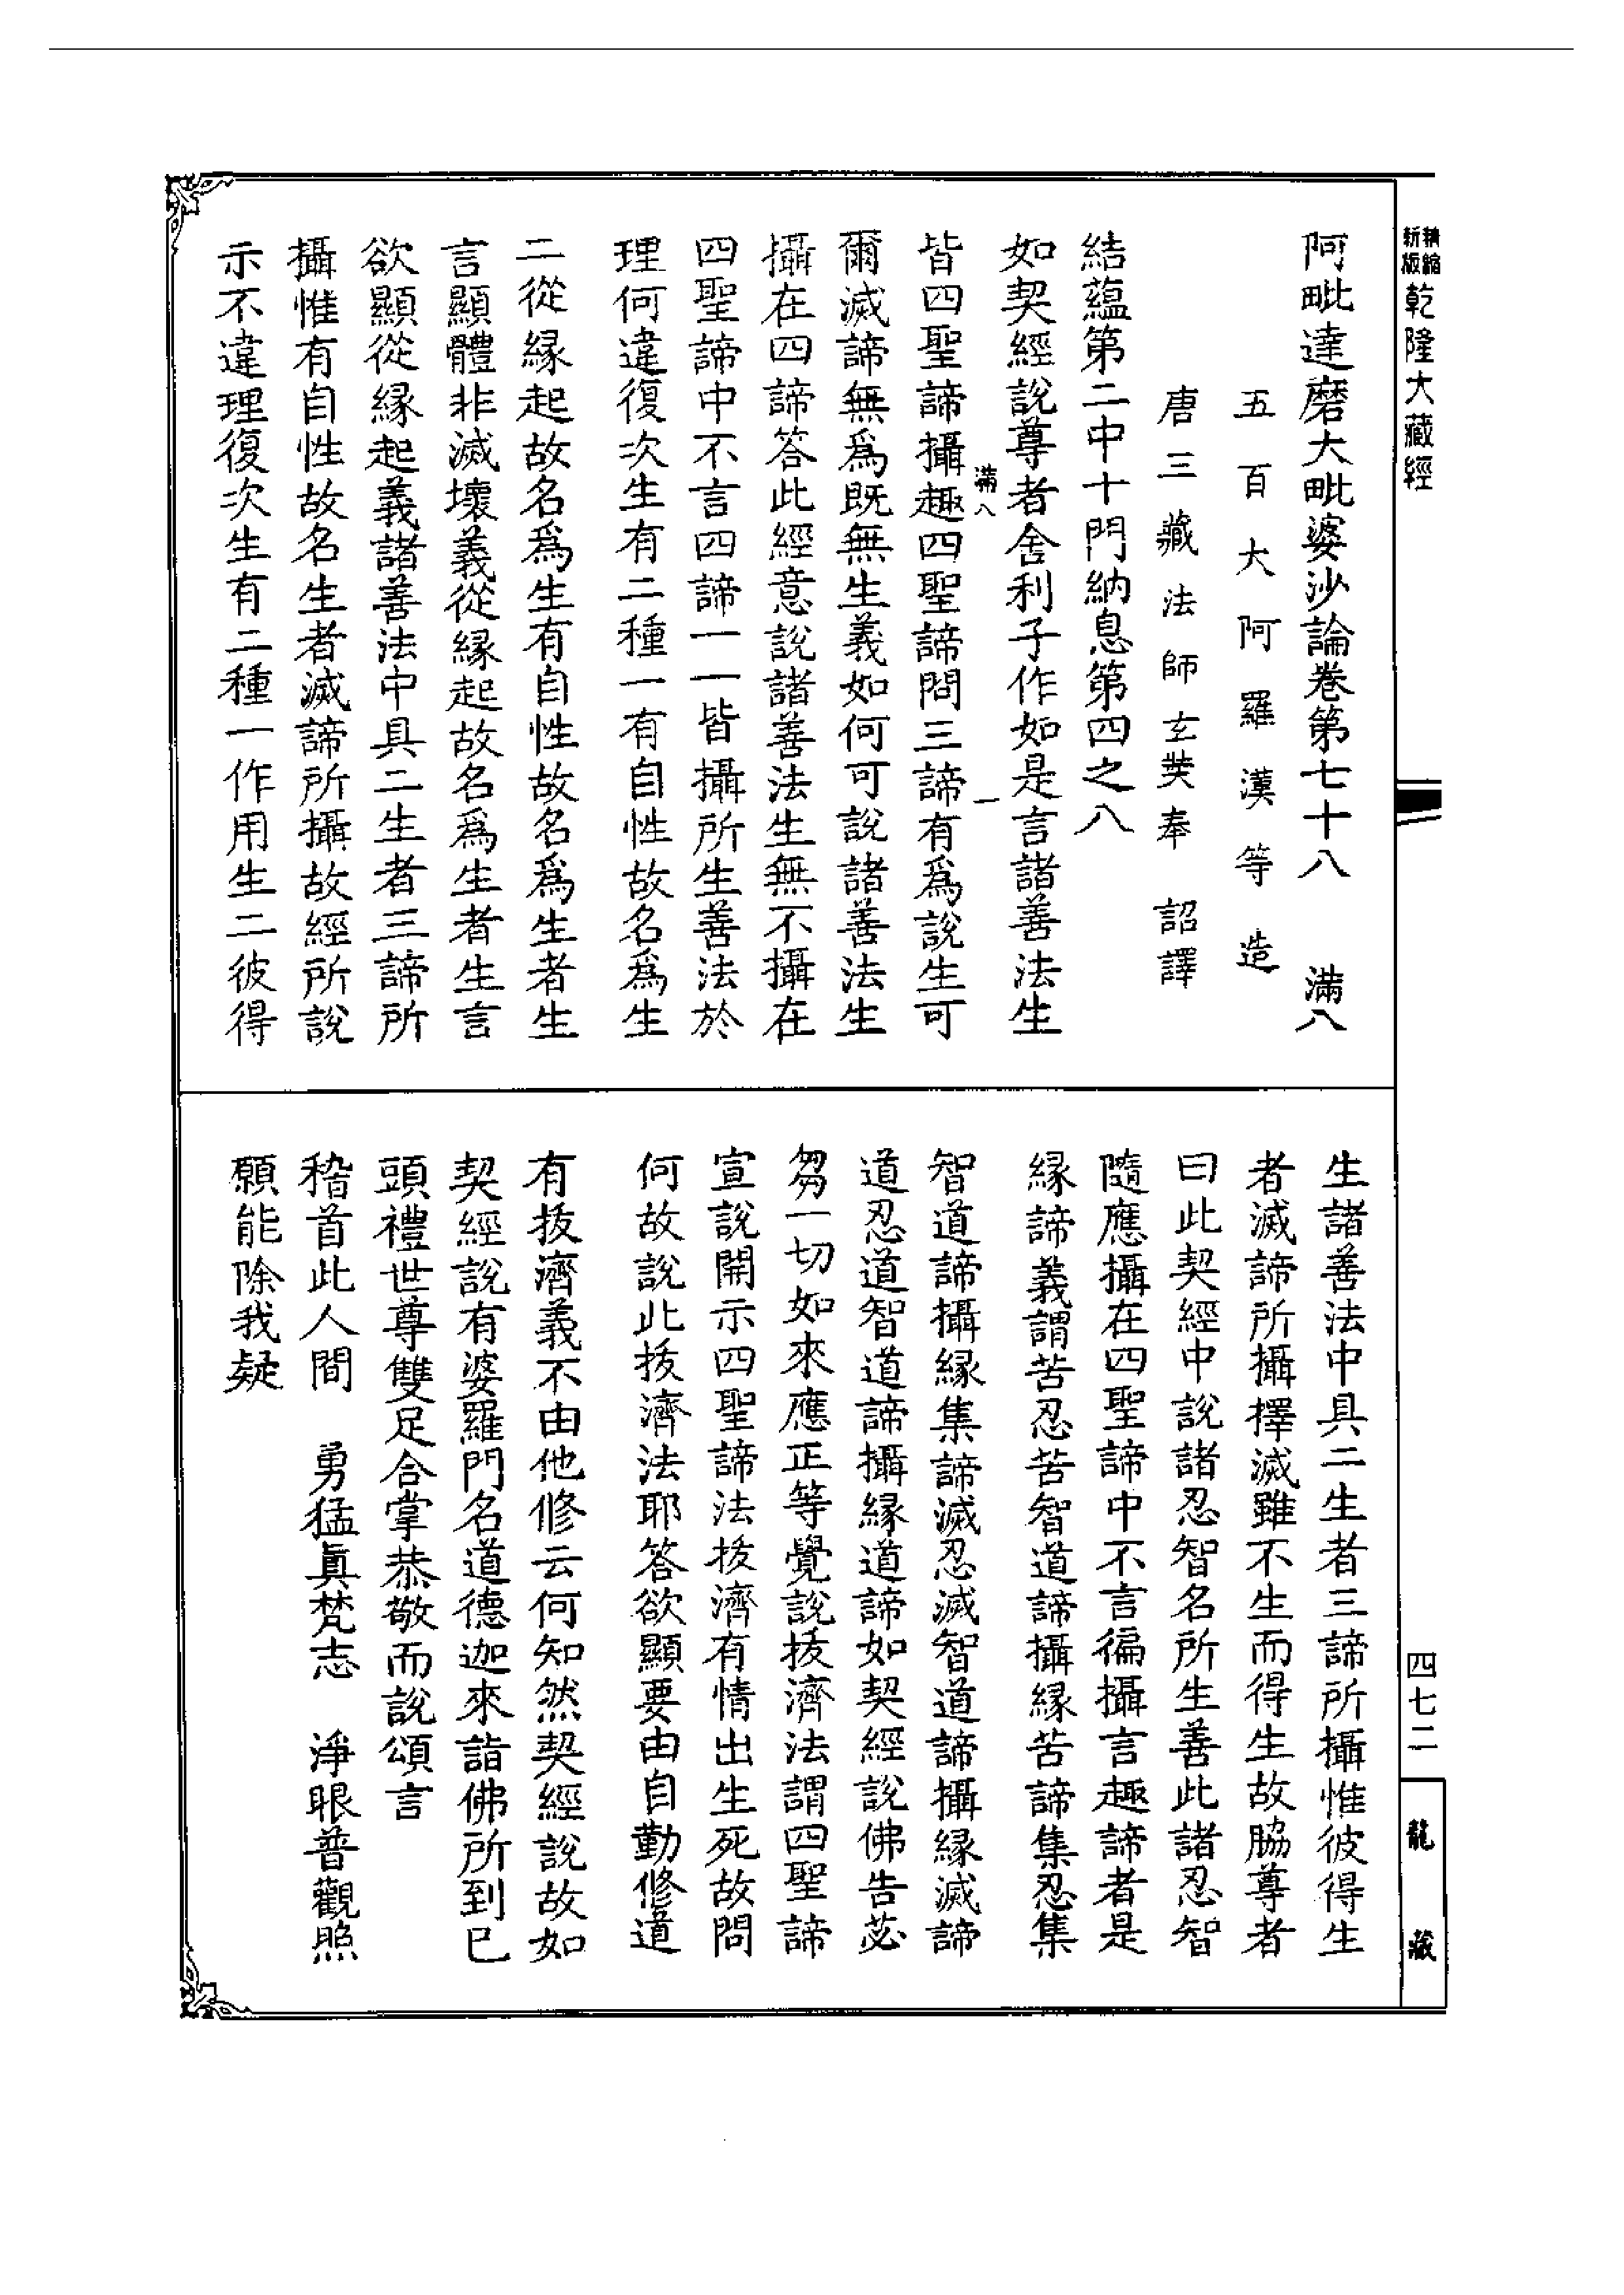 精縮新版乾隆大藏經
阿毗達磨大毗婆沙論卷第七十八 滿八
五百大阿羅漢等造
唐三藏法師玄奘奉 詔譯
結蘊第二中十門納息第四之八
如契經說尊者舍利子作如是言諸善法生
滿八 一
皆四聖諦攝趣四聖諦問三諦有爲說生可
爾滅諦無爲旣無生義如何可說諸善法生
攝在四諦答此經意說諸善法生無不攝在
四聖諦中不言四諦一一皆攝所生善法於
理何違復次生有二種一有自性故名爲生
二從緣起故名爲生有自性故名爲生者生
言顯體非滅壞義從緣起故名爲生者生言
欲顯從緣起義諸善法中具二生者三諦所
攝惟有自性故名生者滅諦所攝故經所說
示不違理復次生有二種一作用生二彼得
生諸善法中具二生者三諦所攝惟彼得生
者滅諦所攝擇滅雖不生而得生故脇尊者
曰此契經中說諸忍智名所生善此諸忍智
隨應攝在四聖諦中不言徧攝言趣諦者是
緣諦義謂苦忍苦智道諦攝緣苦諦集忍集
智道諦攝緣集諦滅忍滅智道諦攝緣滅諦
道忍道智道諦攝緣道諦如契經說佛告苾
芻一切如來應正等覺說拔濟法謂四聖諦
宣說開示四聖諦法拔濟有情出生死故問
何故說此拔濟法耶答欲顯要由自勤修道
有拔濟義不由他修云何知然契經說故如
契經說有婆羅門名道德迦來詣佛所到已
頭禮世尊雙足合掌恭敬而說頌言
稽首此人間 勇猛眞梵志 淨眼普觀照
願能除我疑
四七二
龍藏